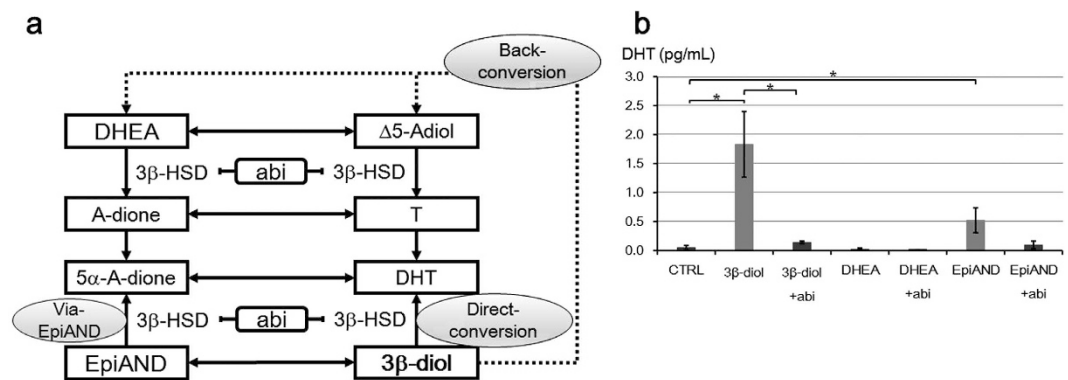 a
Back-
conversion
DHEA
Δ5-Adiol
3β-HSD
abi
3β-HSD
A-dione
T
5α-A-dione
DHT
Via-
EpiAND
3β-HSD
abi
3β-HSD
Direct-
conversion
EpiAND
3β-diol
b
DHT (pg/mL)
3.0
2.5
2.0
1.5
1.0
0.5
0.0
*
*
*
CTRL
3β-diol
3β-diol
+abi
DHEA
DHEA
+abi
EpiAND
EpiAND
+abi